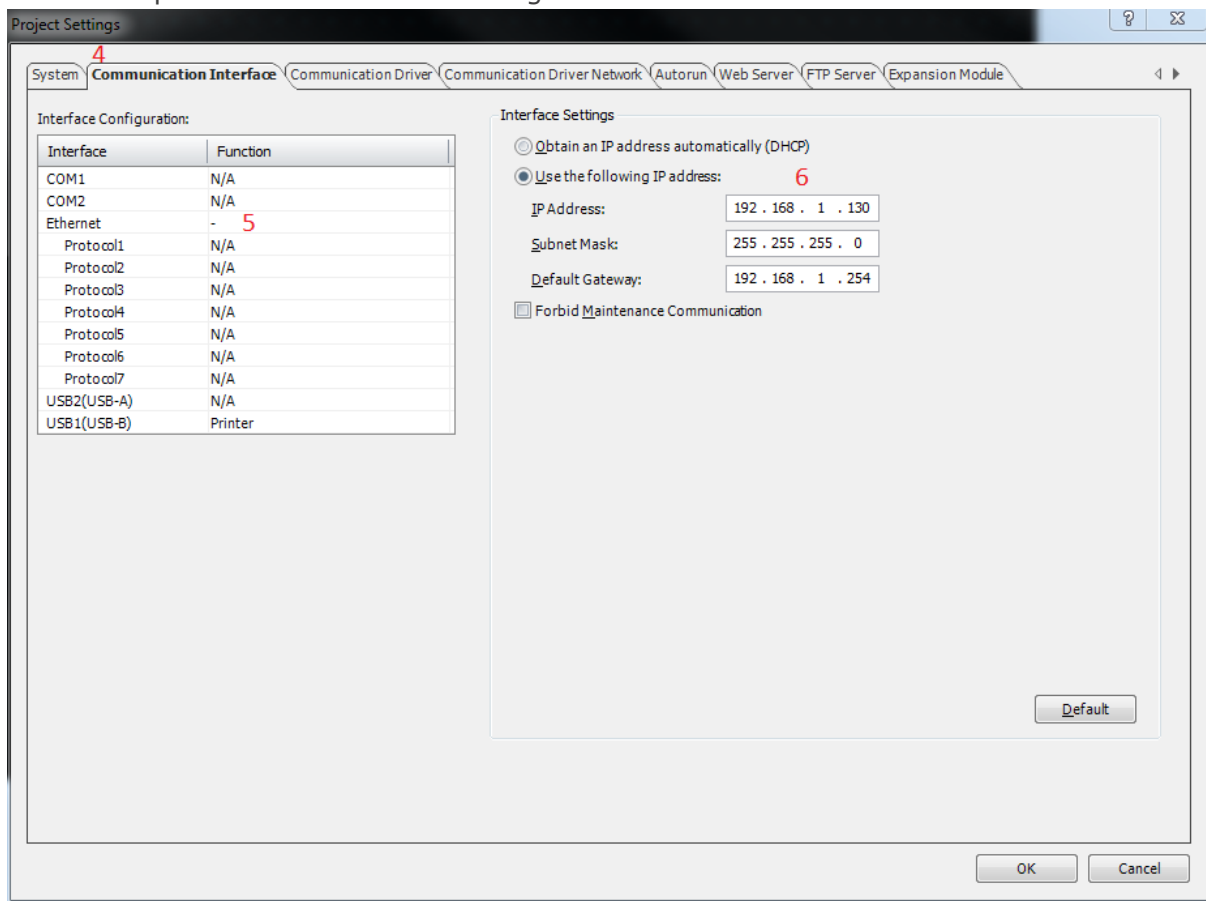 Project Settings
4
System Communication Interface Communication Driver Communication Driver Network Autorun Web Server FTP Server Expansion Module
Interface Configuration:
Interface Function
COM1 N/A
COM2 N/A
Ethernet - 5
Protocol1 N/A
Protocol2 N/A
Protocol3 N/A
Protocol4 N/A
Protocol5 N/A
Protocol6 N/A
Protocol7 N/A
USB2(USB-A) N/A
USB1(USB-B) Printer
Interface Settings
Obtain an IP address automatically (DHCP)
Use the following IP address: 6
IP Address: 192 . 168 . 1 . 130
Subnet Mask: 255 . 255 . 255 . 0
Default Gateway: 192 . 168 . 1 . 254
Forbid Maintenance Communication
Default
OK Cancel